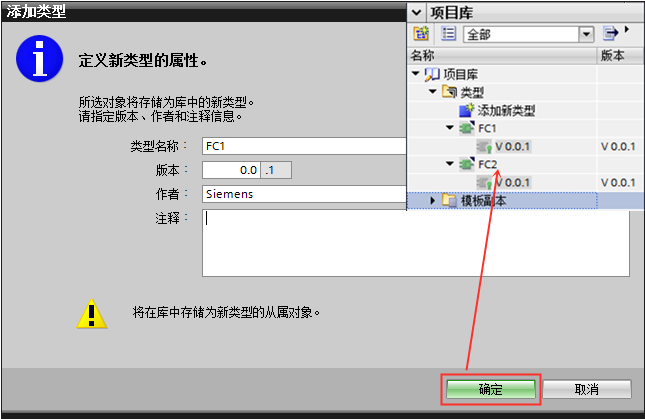 添加类型
定义新类型的属性。
所选对象将存储为库中的新类型。
请指定版本、作者和注释信息。
类型名称：
FC1
版本：
0.0 .1
作者：
Siemens
注释：
将在库中存储为新类型的从属对象。
确定
取消
项目库
全部
名称 版本
项目库
类型
添加新类型
FC1
V 0.0.1 V 0.0.1
FC2
V 0.0.1 V 0.0.1
模板副本